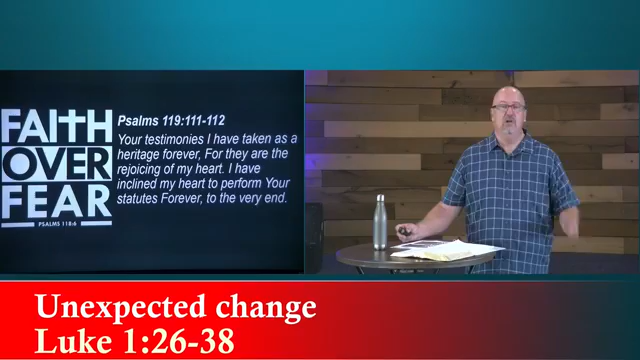 FAITH
OVER
FEAR
PSALMS 118:6
Psalms 119:111-112
Your testimonies I have taken as a
heritage forever, For they are the
rejoicing of my heart. I have
inclined my heart to perform Your
statutes Forever, to the very end.
Unexpected change
Luke 1:26-38